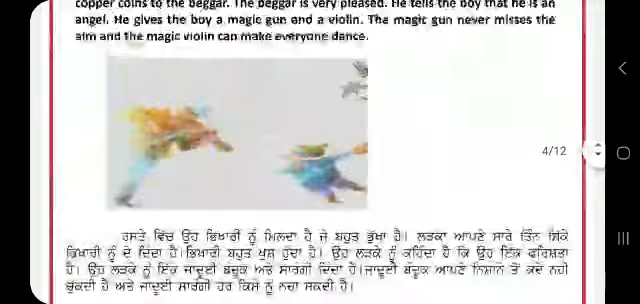 copper coins to the beggar. The beggar is very pleased. He tells the boy that he is an
angel. He gives the boy a magic gun and a violin. The magic gun never misses the
aim and the magic violin can make everyone dance.
4/12
ਰਸਤੇ ਵਿੱਚ ਉਹ ਭਿਖਾਰੀ ਨੂੰ ਮਿਲਦਾ ਹੈ ਜੋ ਬਹੁਤ ਭੁੱਖਾ ਹੈ। ਲੜਕਾ ਆਪਣੇ ਸਾਰੇ ਤਿੰਨ ਸਿੱਕੇ
ਭਿਖਾਰੀ ਨੂੰ ਦੇ ਦਿੰਦਾ ਹੈ। ਭਿਖਾਰੀ ਬਹੁਤ ਖੁਸ਼ ਹੁੰਦਾ ਹੈ। ਉਹ ਲੜਕੇ ਨੂੰ ਕਹਿੰਦਾ ਹੈ ਕਿ ਉਹ ਇੱਕ ਫਰਿਸ਼ਤਾ
ਹੈ। ਉਹ ਲੜਕੇ ਨੂੰ ਇੱਕ ਜਾਦੂਈ ਬੰਦੂਕ ਅਤੇ ਸਾਰੰਗੀ ਦਿੰਦਾ ਹੈ।ਜਾਦੂਈ ਬੰਦੂਕ ਆਪਣੇ ਨਿਸ਼ਾਨੇ ਤੋਂ ਕਦੇ ਨਹੀਂ
ਚੁੱਕਦੀ ਹੈ ਅਤੇ ਜਾਦੂਈ ਸਾਰੰਗੀ ਹਰ ਕਿਸੇ ਨੂੰ ਨਚਾ ਸਕਦੀ ਹੈ।